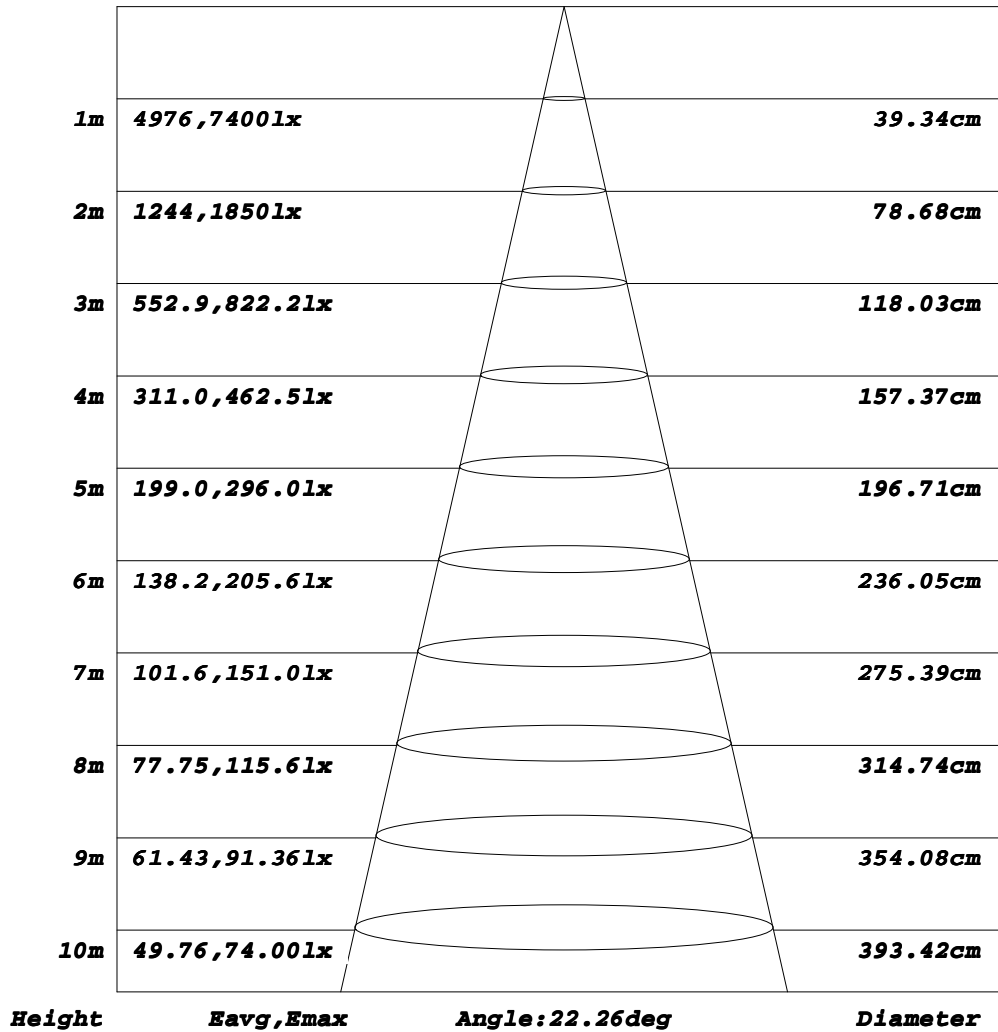 1m 4976,7400lx 39.34cm
2m 1244,1850lx 78.68cm
3m 552.9,822.2lx 118.03cm
4m 311.0,462.5lx 157.37cm
5m 199.0,296.0lx 196.71cm
6m 138.2,205.6lx 236.05cm
7m 101.6,151.0lx 275.39cm
8m 77.75,115.6lx 314.74cm
9m 61.43,91.36lx 354.08cm
10m 49.76,74.00lx 393.42cm
Height Eavg,Emax Angle:22.26deg Diameter